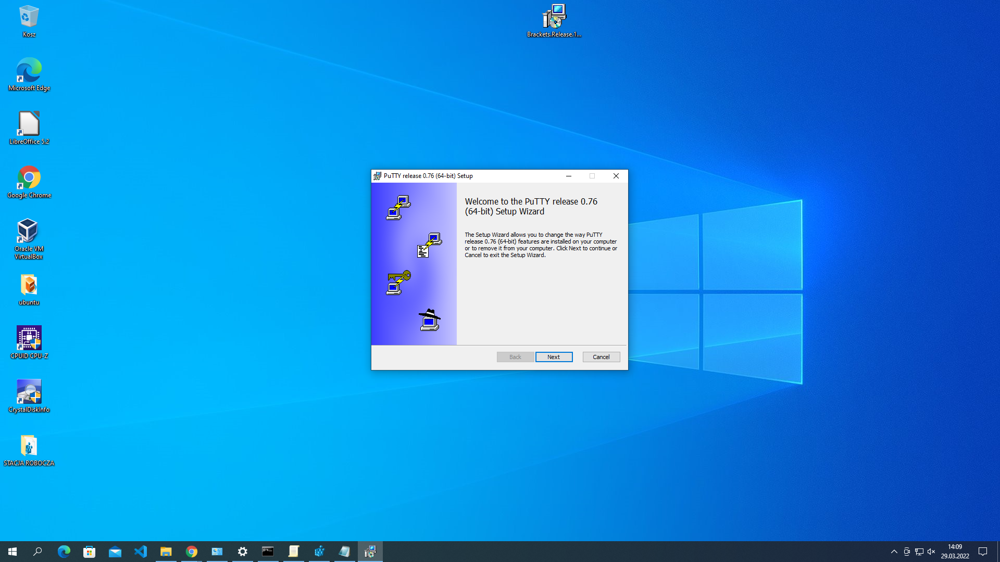 Kosz
Brackets.Release.1...
Microsoft Edge
LibreOffice 5.2
Google Chrome
Oracle VM
VirtualBox
ubuntu
CPUID CPU-Z
CrystalDiskInfo
STACJA ROBOCZA
PuTTY release 0.76 (64-bit) Setup
Welcome to the PuTTY release 0.76
(64-bit) Setup Wizard
The Setup Wizard allows you to change the way PuTTY
release 0.76 (64-bit) features are installed on your computer
or to remove it from your computer. Click Next to continue or
Cancel to exit the Setup Wizard.
Back
Next
Cancel
14:09
29.03.2022